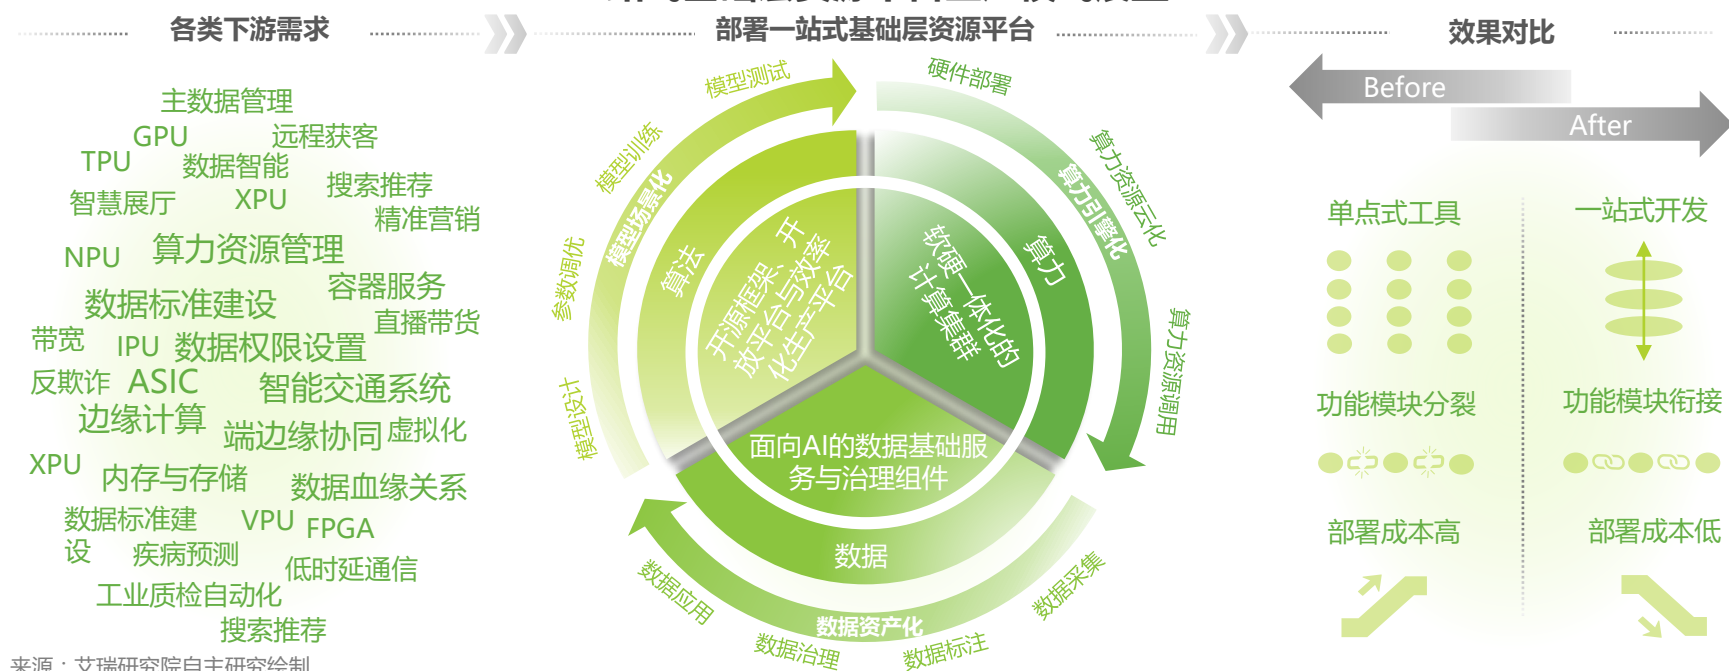 各类下游需求
部署一站式基础层资源平台
效果对比
主数据管理
GPU
远程获客
TPU
数据智能
搜索推荐
智慧展厅
XPU
精准营销
NPU
算力资源管理
容器服务
数据标准建设
直播带货
带宽
IPU
数据权限设置
反欺诈
ASIC
智能交通系统
边缘计算
端边缘协同
虚拟化
XPU
内存与存储
数据血缘关系
数据标准建
设
VPU
FPGA
疾病预测
低时延通信
工业质检自动化
搜索推荐
模型测试
模型训练
参数调优
模型设计
模型场景化
算法
开源框架、开
放平台与效率
化生产平台
硬件部署
算力资源云化
算力资源调用
算力引擎化
算力
软硬一体化的
计算集群
面向AI的数据基础服
务与治理组件
数据
数据资产化
数据采集
数据标注
数据治理
数据应用
Before
After
单点式工具
一站式开发
功能模块分裂
功能模块衔接
部署成本高
部署成本低
来源：艾瑞研究院自主研究绘制